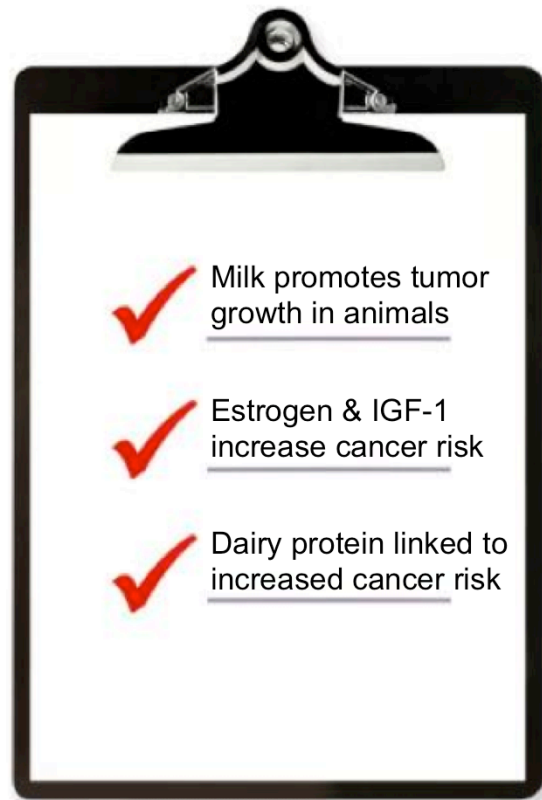 Milk promotes tumor
growth in animals
Estrogen & IGF-1
increase cancer risk
Dairy protein linked to
increased cancer risk